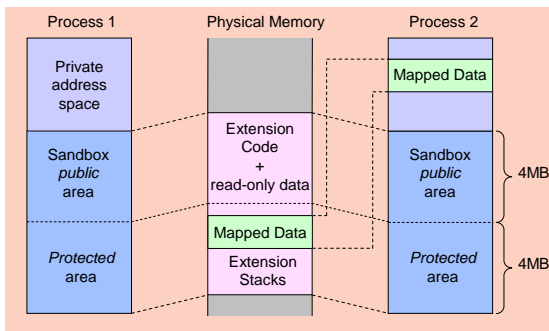 Process 1
Physical Memory
Process 2
Private
address
space
Sandbox
public
area
Protected
area
Extension
Code
+
read-only data
Mapped Data
Extension
Stacks
Mapped Data
Sandbox
public
area
Protected
area
4MB
4MB